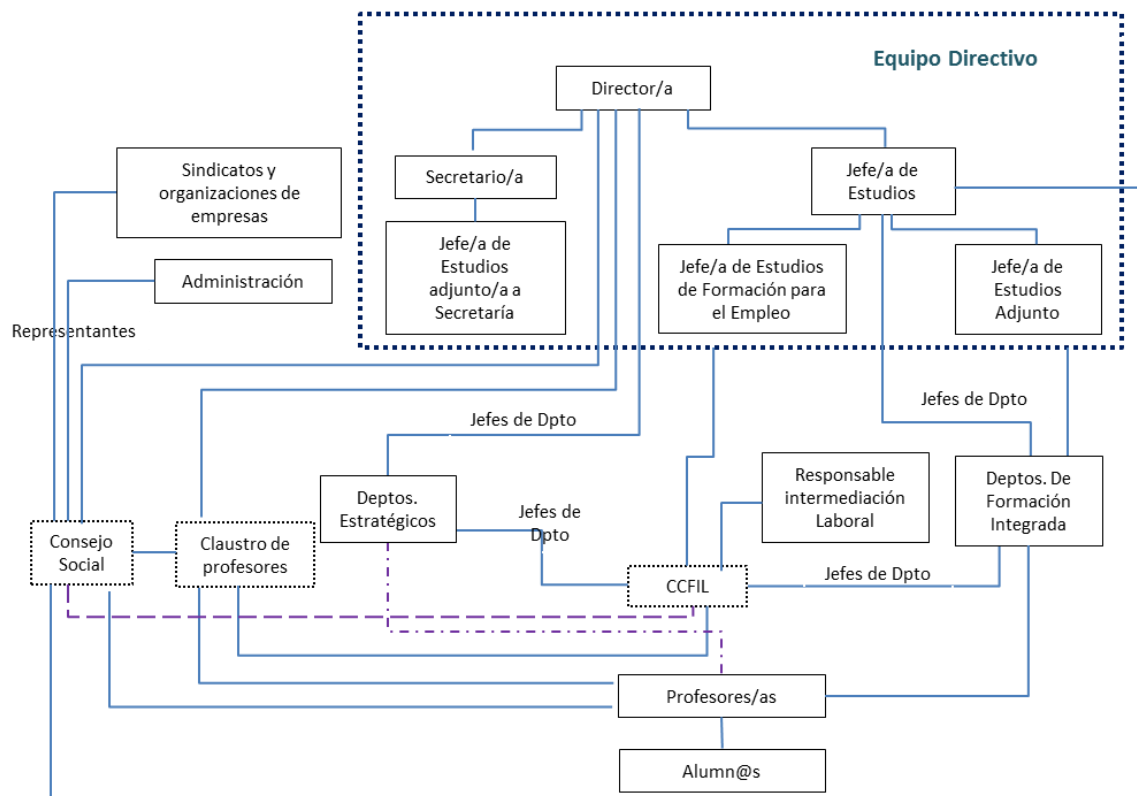 Equipo Directivo
Director/a
Sindicatos y
organizaciones de
empresas
Secretario/a
Jefe/a de
Estudios
Administración
Jefe/a de
Estudios
adjunto/a a
Secretaría
Jefe/a de Estudios
de Formación para
el Empleo
Jefe/a de
Estudios
Adjunto
Representantes
Jefes de Dpto
Jefes de Dpto
Deptos.
Estratégicos
Responsable
intermediación
Laboral
Deptos. De
Formación
Integrada
Jefes de
Dpto
Consejo
Social
Claustro de
profesores
CCFIL
Jefes de Dpto
Profesores/as
Alumn@s